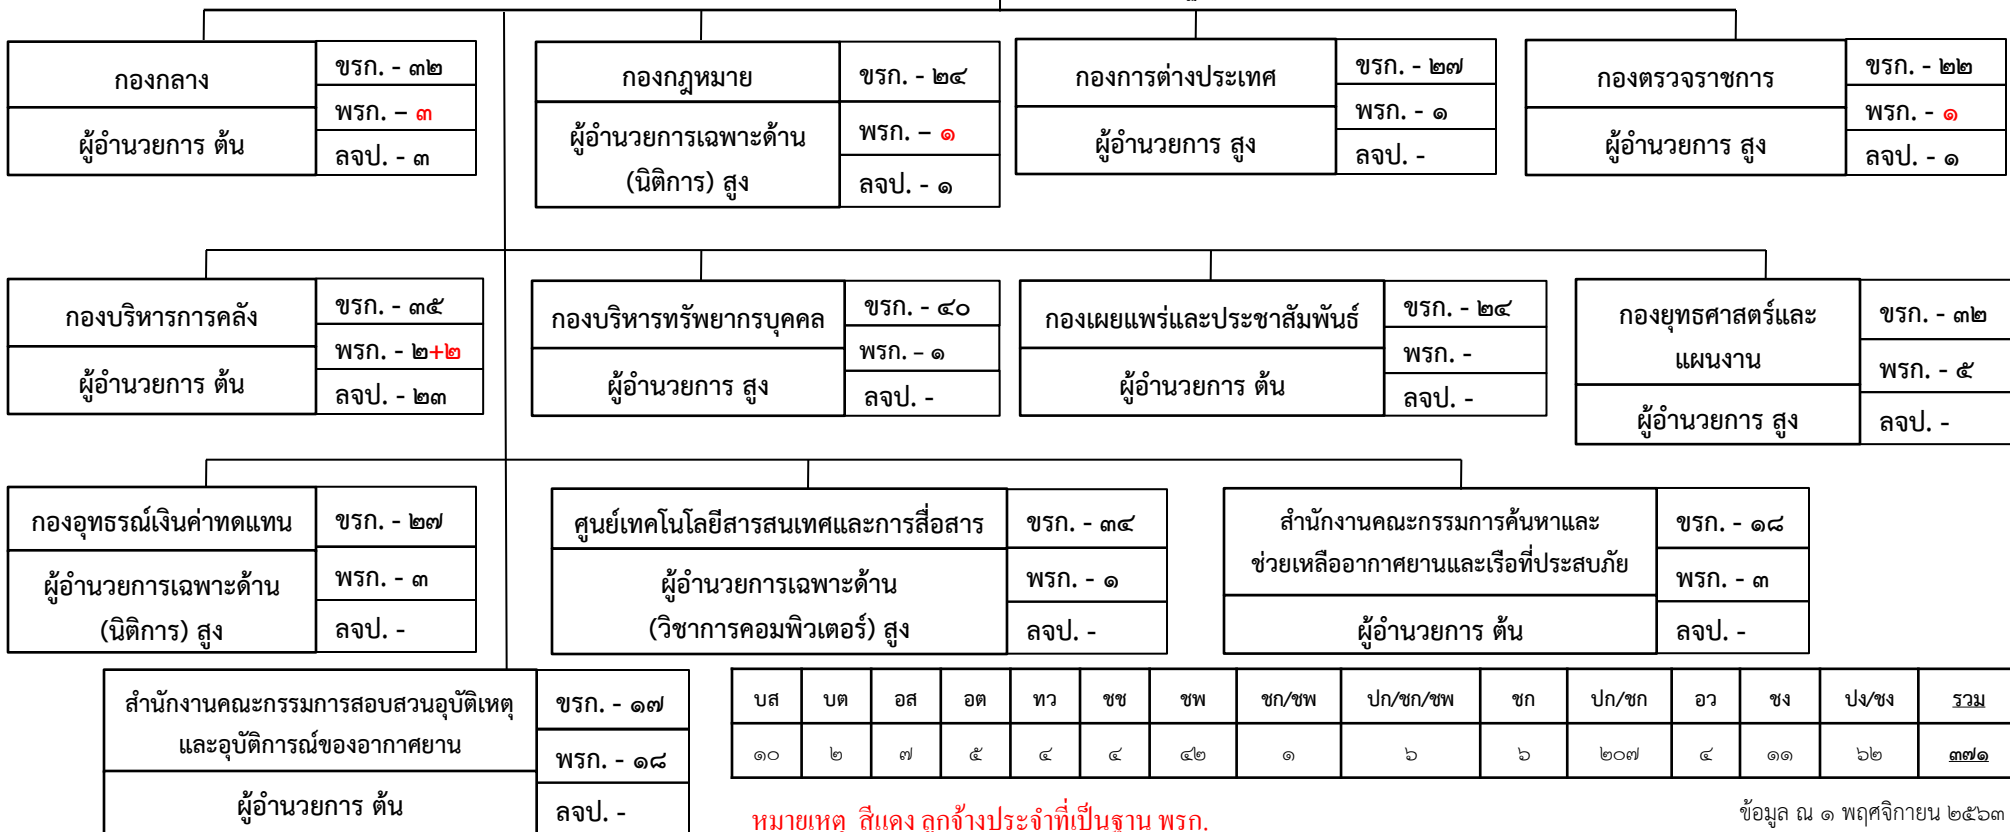 กองกลาง
ขรก. - ๓๒
พรก. – ๓
ผู้อำนวยการ ต้น
ลจป. - ๓
กองกฎหมาย
ขรก. - ๒๔
ผู้อำนวยการเฉพาะด้าน
(นิติการ) สูง
พรก. – ๑
ลจป. - ๑
กองการต่างประเทศ
ขรก. - ๒๗
พรก. - ๑
ผู้อำนวยการ สูง
ลจป. -
กองตรวจราชการ
ขรก. - ๒๒
พรก. - ๑
ผู้อำนวยการ สูง
ลจป. - ๑
กองบริหารการคลัง
ขรก. - ๓๕
พรก. - ๒+๒
ผู้อำนวยการ ต้น
ลจป. - ๒๓
กองบริหารทรัพยากรบุคคล
ขรก. - ๔๐
พรก. - ๑
ผู้อำนวยการ สูง
ลจป. -
กองเผยแพร่และประชาสัมพันธ์
ขรก. - ๒๔
พรก. -
ผู้อำนวยการ ต้น
ลจป. -
กองยุทธศาสตร์และ
แผนงาน
ขรก. - ๓๒
พรก. - ๕
ผู้อำนวยการ สูง
ลจป. -
กองอุทธรณ์เงินค่าทดแทน
ขรก. - ๒๗
ผู้อำนวยการเฉพาะด้าน
(นิติการ) สูง
พรก. - ๓
ลจป. -
ศูนย์เทคโนโลยีสารสนเทศและการสื่อสาร
ขรก. - ๓๔
ผู้อำนวยการเฉพาะด้าน
(วิชาการคอมพิวเตอร์) สูง
พรก. - ๑
ลจป. -
สำนักงานคณะกรรมการค้นหาและ
ช่วยเหลืออากาศยานและเรือที่ประสบภัย
ขรก. - ๑๘
พรก. - ๓
ผู้อำนวยการ ต้น
ลจป. -
สำนักงานคณะกรรมการสอบสวนอุบัติเหตุ
และอุบัติการณ์ของอากาศยาน
ขรก. - ๑๗
พรก. - ๑๘
ผู้อำนวยการ ต้น
ลจป. -
บส บต อส อต ทว ชช ชพ ชก/ชพ ปก/ชก/ชพ ชก ปก/ชก อว ชง ปง/ชง รวม
๑๐ ๒ ๗ ๕ ๔ ๔ ๔๒ ๑ ๖ ๖ ๒๐๗ ๔ ๑๑ ๖๒ ๓๗๑
หมายเหตุ สีแดง ลูกจ้างประจำที่เป็นฐาน พรก.
ข้อมูล ณ ๑ พฤศจิกายน ๒๕๖๓